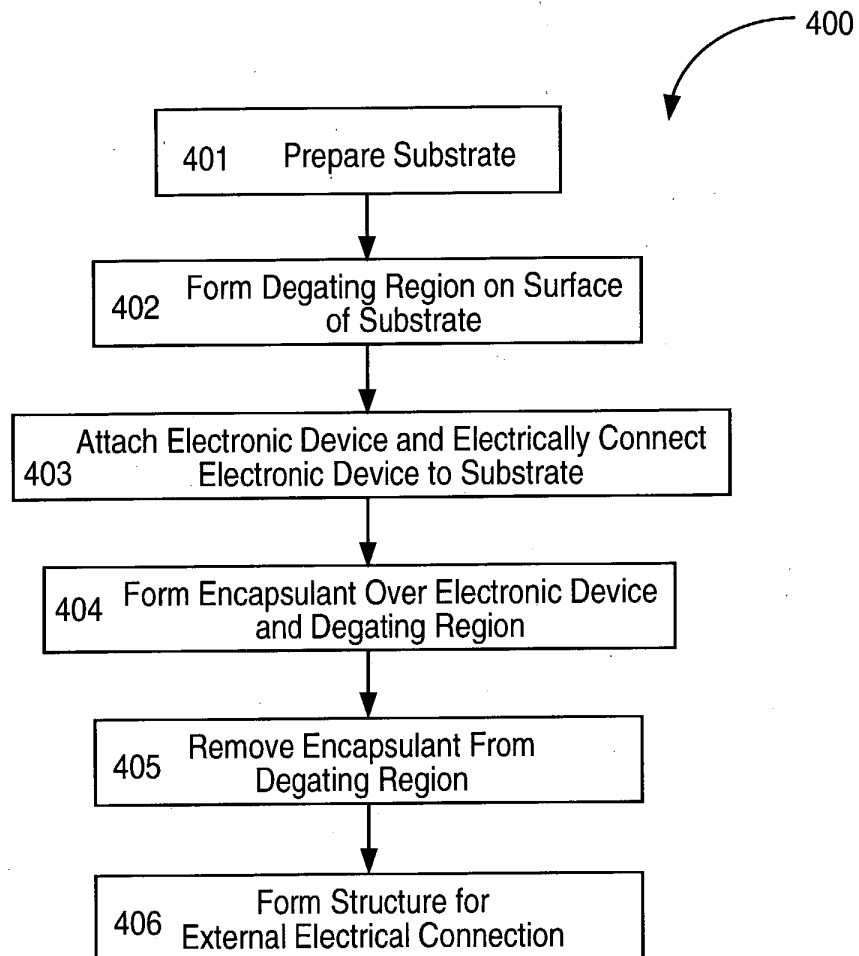 400
401 Prepare Substrate
402 Form Degating Region on Surface
of Substrate
Attach Electronic Device and Electrically Connect
403 Electronic Device to Substrate
404 Form Encapsulant Over Electronic Device
and Degating Region
405 Remove Encapsulant From
Degating Region
406 Form Structure for
External Electrical Connection